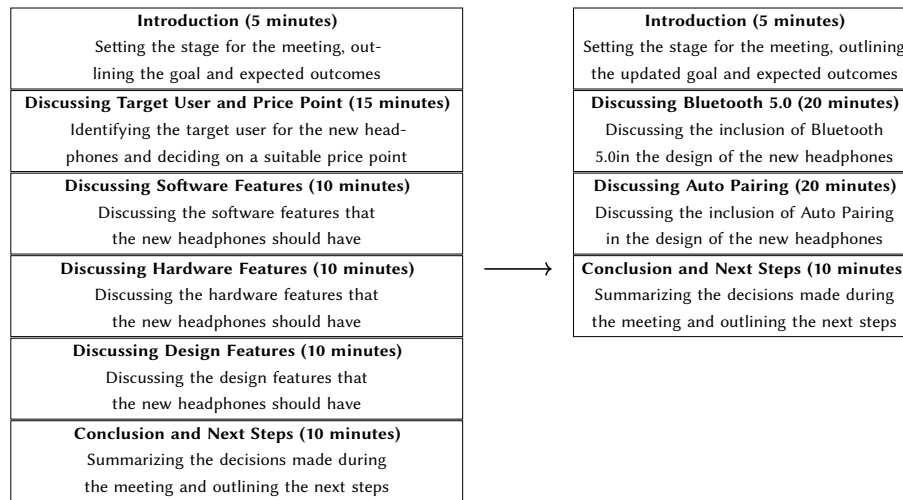 Introduction (5 minutes)
Setting the stage for the meeting, out-
lining the goal and expected outcomes
Discussing Target User and Price Point (15 minutes)
Identifying the target user for the new head-
phones and deciding on a suitable price point
Discussing Software Features (10 minutes)
Discussing the software features that
the new headphones should have
Discussing Hardware Features (10 minutes)
Discussing the hardware features that
the new headphones should have
Discussing Design Features (10 minutes)
Discussing the design features that
the new headphones should have
Conclusion and Next Steps (10 minutes)
Summarizing the decisions made during
the meeting and outlining the next steps
Introduction (5 minutes)
Setting the stage for the meeting, outlining
the updated goal and expected outcomes
Discussing Bluetooth 5.0 (20 minutes)
Discussing the inclusion of Bluetooth
5.0in the design of the new headphones
Discussing Auto Pairing (20 minutes)
Discussing the inclusion of Auto Pairing
in the design of the new headphones
Conclusion and Next Steps (10 minutes
Summarizing the decisions made during
the meeting and outlining the next steps